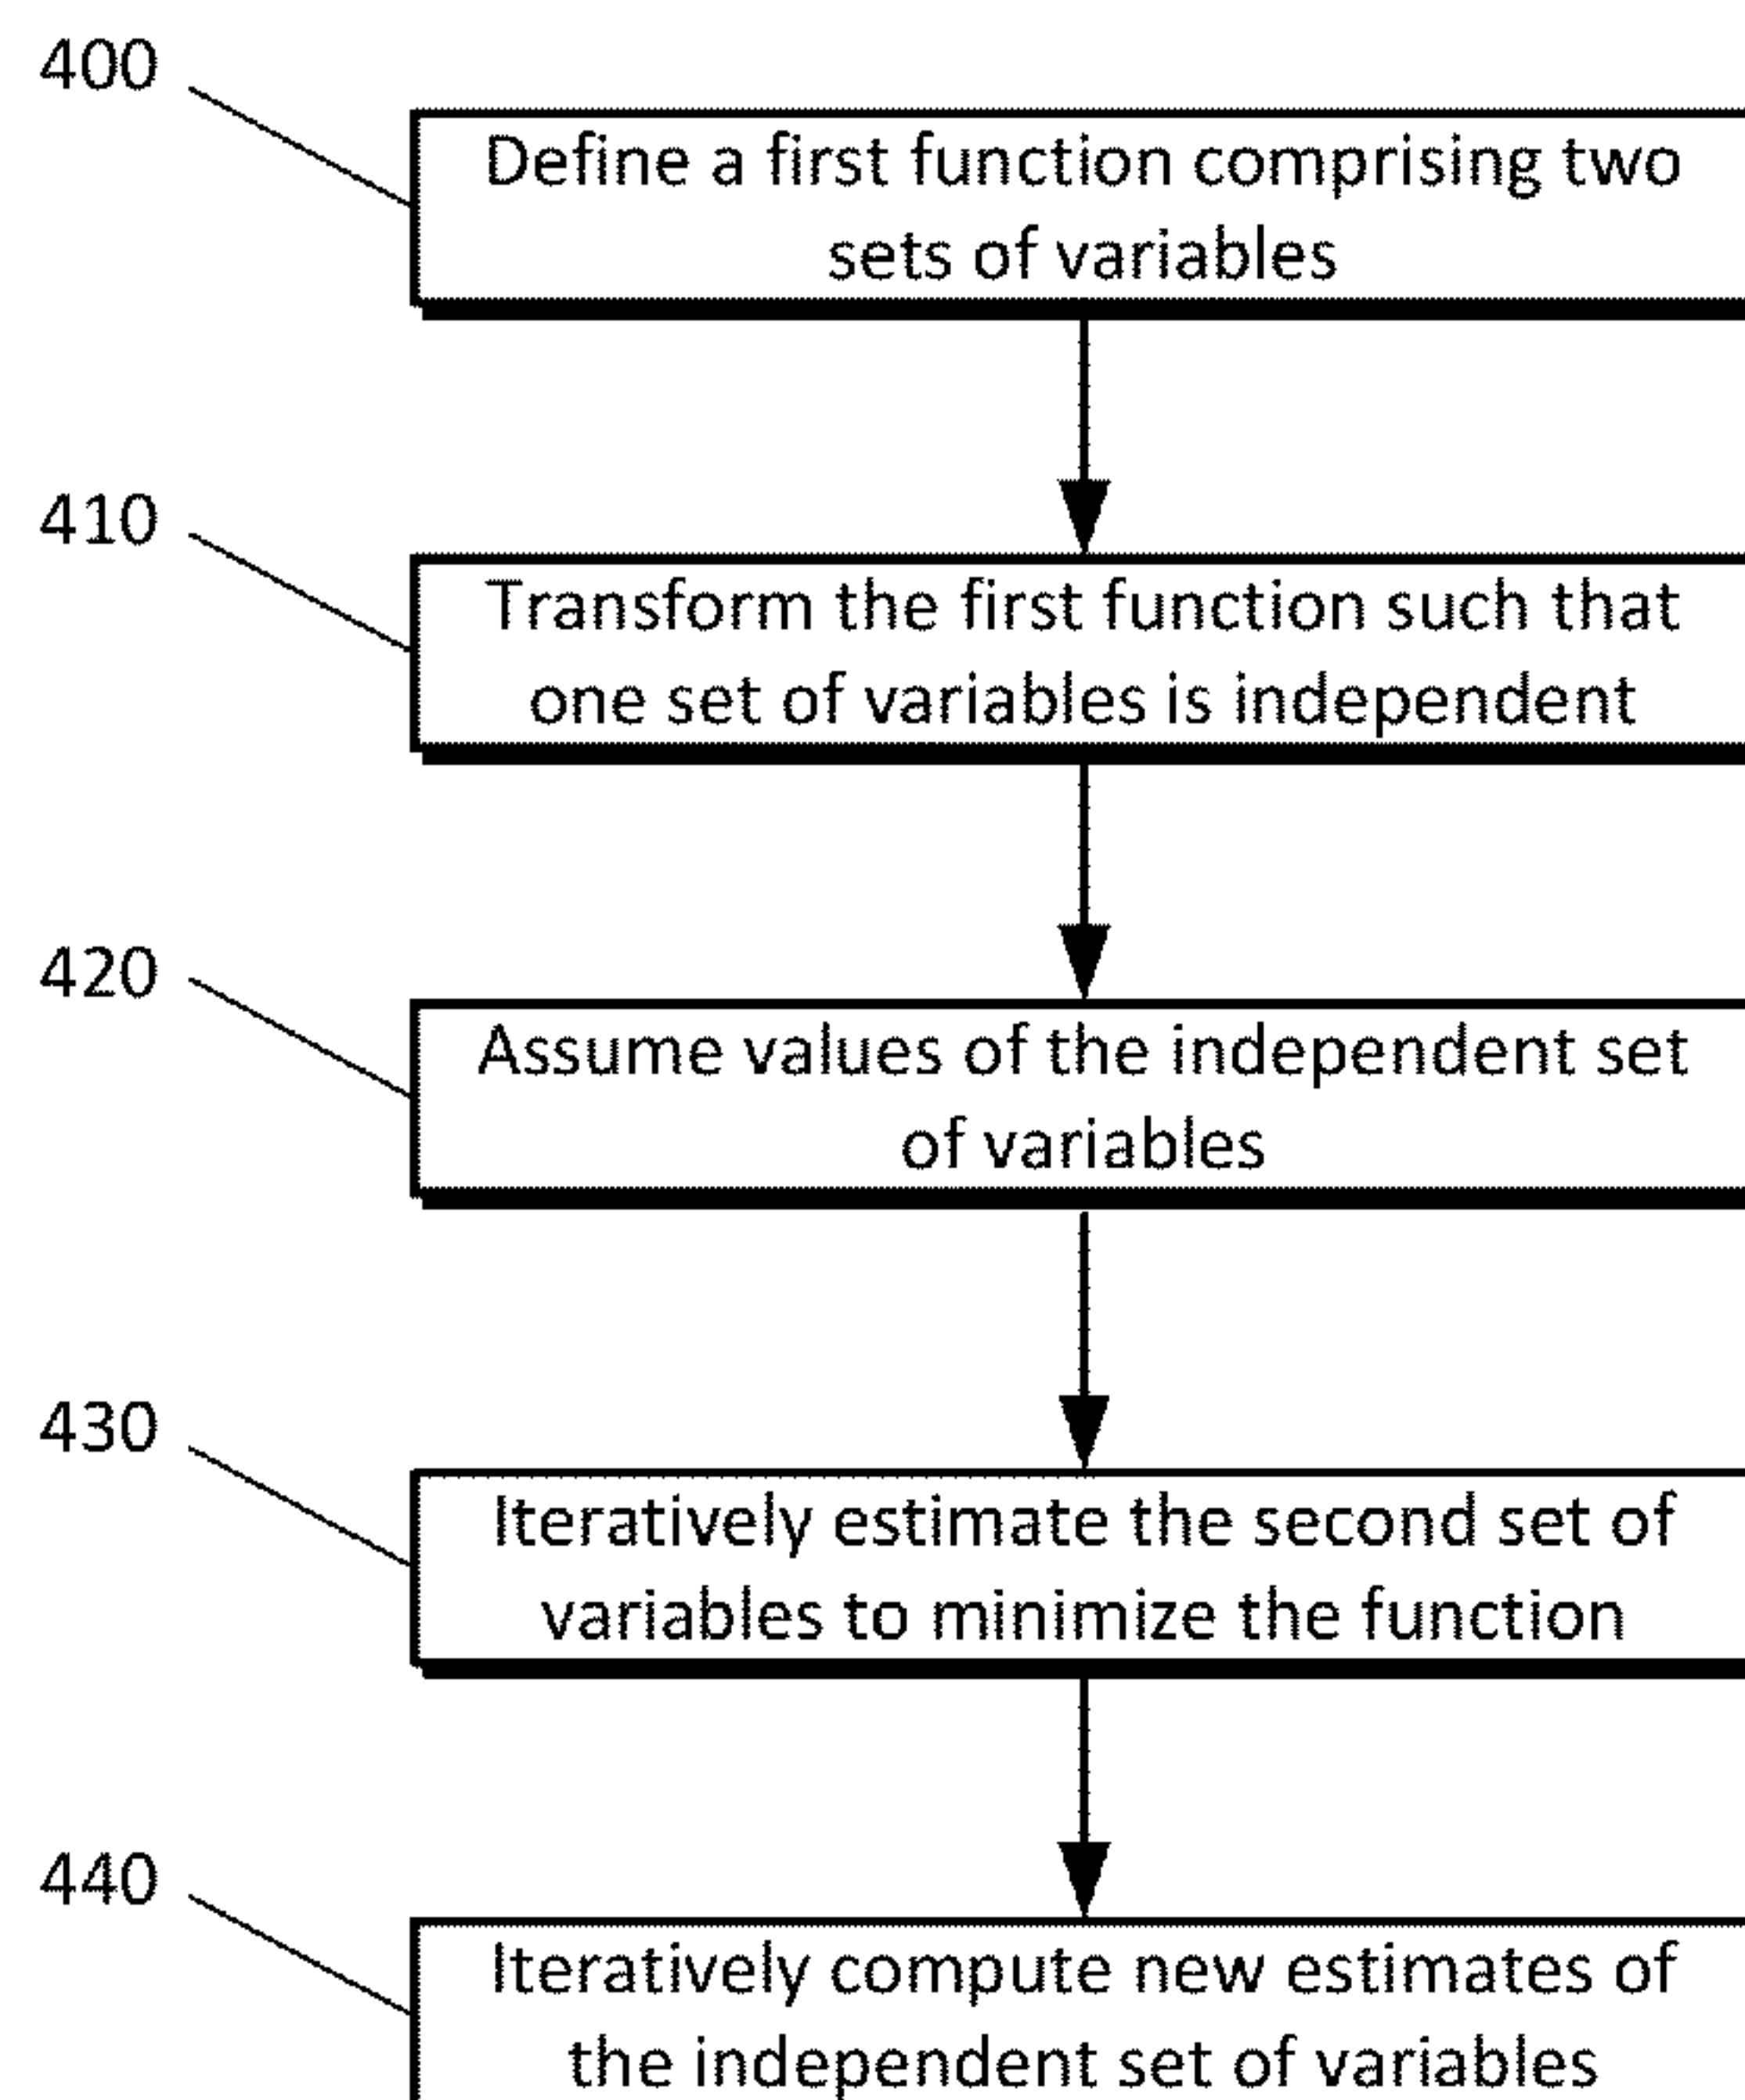 400
Define a first function comprising two
sets of variables
410
Transform the first function such that
one set of variables is independent
420
Assume values of the independent set
of variables
430
Iteratively estimate the second set of
variables to minimize the function
440
Iteratively compute new estimates of
the independent set of variables